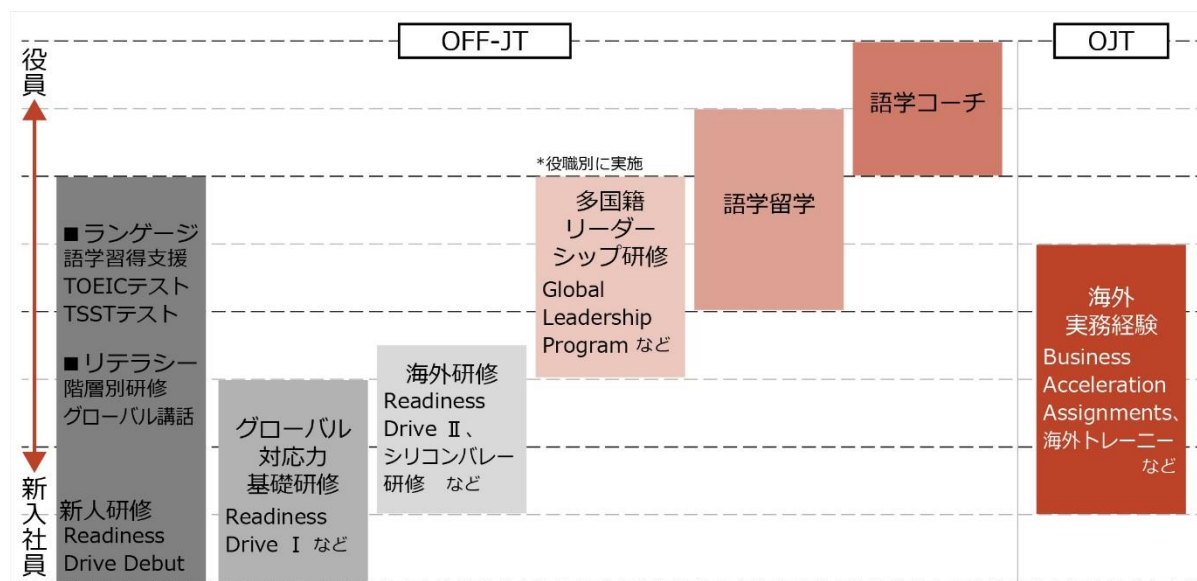 OFF-JT
OJT
役員
新入社員
■ランゲージ
語学習得支援
TOEICテスト
TSSTテスト
■リテラシー
階層別研修
グローバル講話
新人研修
Readiness
Drive Debut
グローバル
対応力
基礎研修
Readiness
Drive Ⅰ など
海外研修
Readiness
Drive Ⅱ、
シリコンバレー
研修 など
*役職別に実施
多国籍
リーダー
シップ研修
Global
Leadership
Program など
語学留学
語学コーチ
海外
実務経験
Business
Acceleration
Assignments、
海外トレーニー
など